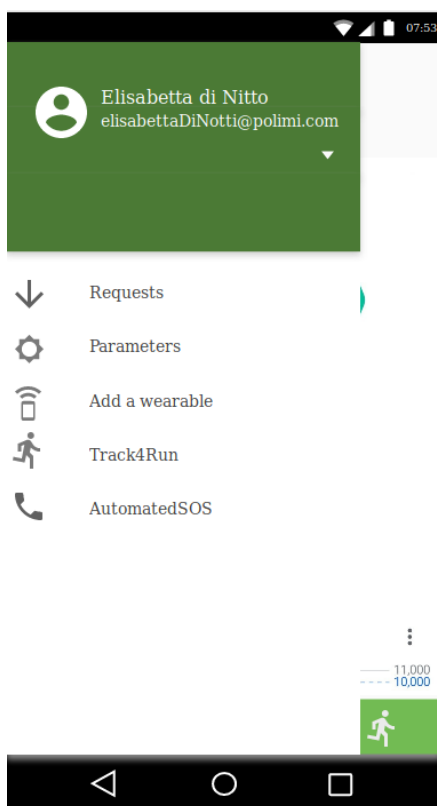 07:53
Elisabetta di Nitto
elisabettaDiNotti@polimi.com
Requests
Parameters
Add a wearable
Track4Run
AutomatedSOS
11,000
10,000